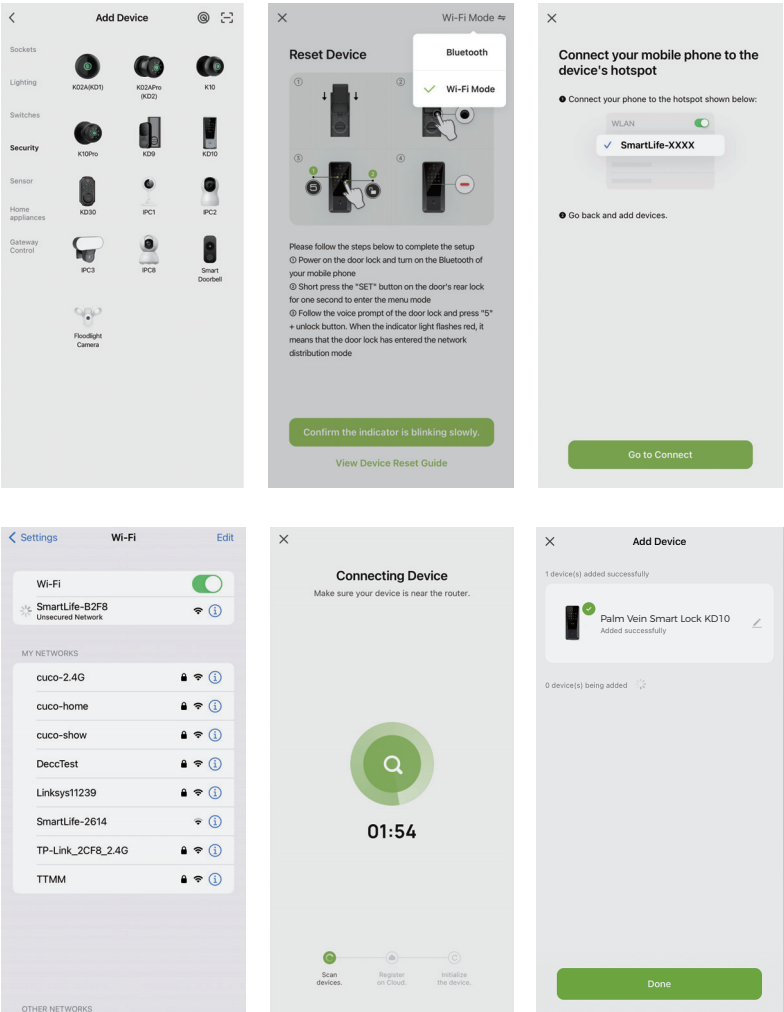 Add Device
Sockets
Lighting
Switches
Security
Sensor
Home
appliances
Gateway
Control
K02A(KD1)
K02APro
(KD2)
K10
K10Pro
KD9
KD10
KD30
IPC1
IPC2
IPC3
IPC8
Smart
Doorbell
Floodlight
Camera
Wi-Fi Mode
Bluetooth
Wi-Fi Mode
Reset Device
①
②
③
④
1
2
Please follow the steps below to complete the setup
① Power on the door lock and turn on the Bluetooth of
your mobile phone
② Short press the "SET" button on the door's rear lock
for one second to enter the menu mode
③ Follow the voice prompt of the door lock and press "5"
+ unlock button. When the indicator light flashes red, it
means that the door lock has entered the network
distribution mode
Confirm the indicator is blinking slowly.
View Device Reset Guide
Connect your mobile phone to the
device's hotspot
❶ Connect your phone to the hotspot shown below:
WLAN
SmartLife-XXXX
❷ Go back and add devices.
Go to Connect
Settings
Wi-Fi
Edit
Wi-Fi
SmartLife-B2F8
Unsecured Network
MY NETWORKS
cuco-2.4G
cuco-home
cuco-show
DeccTest
Linksys11239
SmartLife-2614
TP-Link_2CF8_2.4G
TTMM
OTHER NETWORKS
Connecting Device
Make sure your device is near the router.
01:54
Scan
devices.
Register
on Cloud.
Initialize
the device.
Add Device
1 device(s) added successfully
Palm Vein Smart Lock KD10
Added successfully
0 device(s) being added
Done